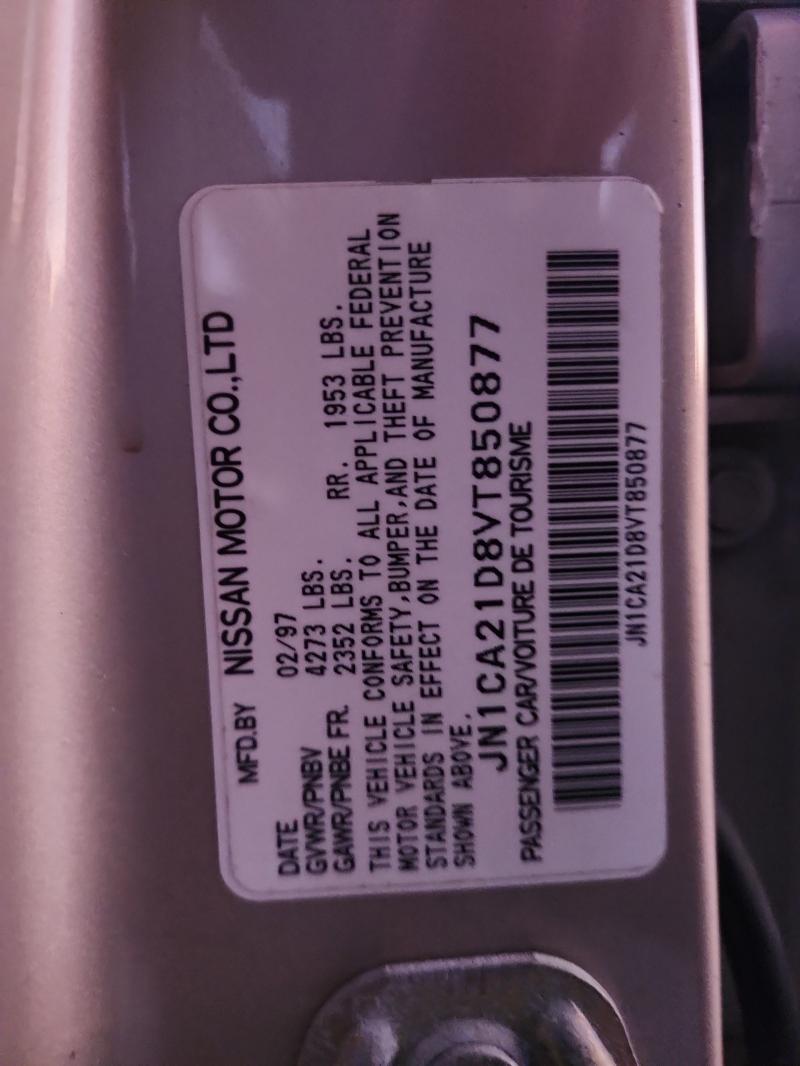 MFD.BY NISSAN MOTOR CO.,LTD
DATE 02/97
GVWR/PNBV 4273 LBS.
GAWR/PNBE FR. 2352 LBS. RR. 1953 LBS.
THIS VEHICLE CONFORMS TO ALL APPLICABLE FEDERAL
MOTOR VEHICLE SAFETY,BUMPER,AND THEFT PREVENTION
STANDARDS IN EFFECT ON THE DATE OF MANUFACTURE
SHOWN ABOVE.
JN1CA21D8VT850877
PASSENGER CAR/VOITURE DE TOURISME
JN1CA21D8VT850877